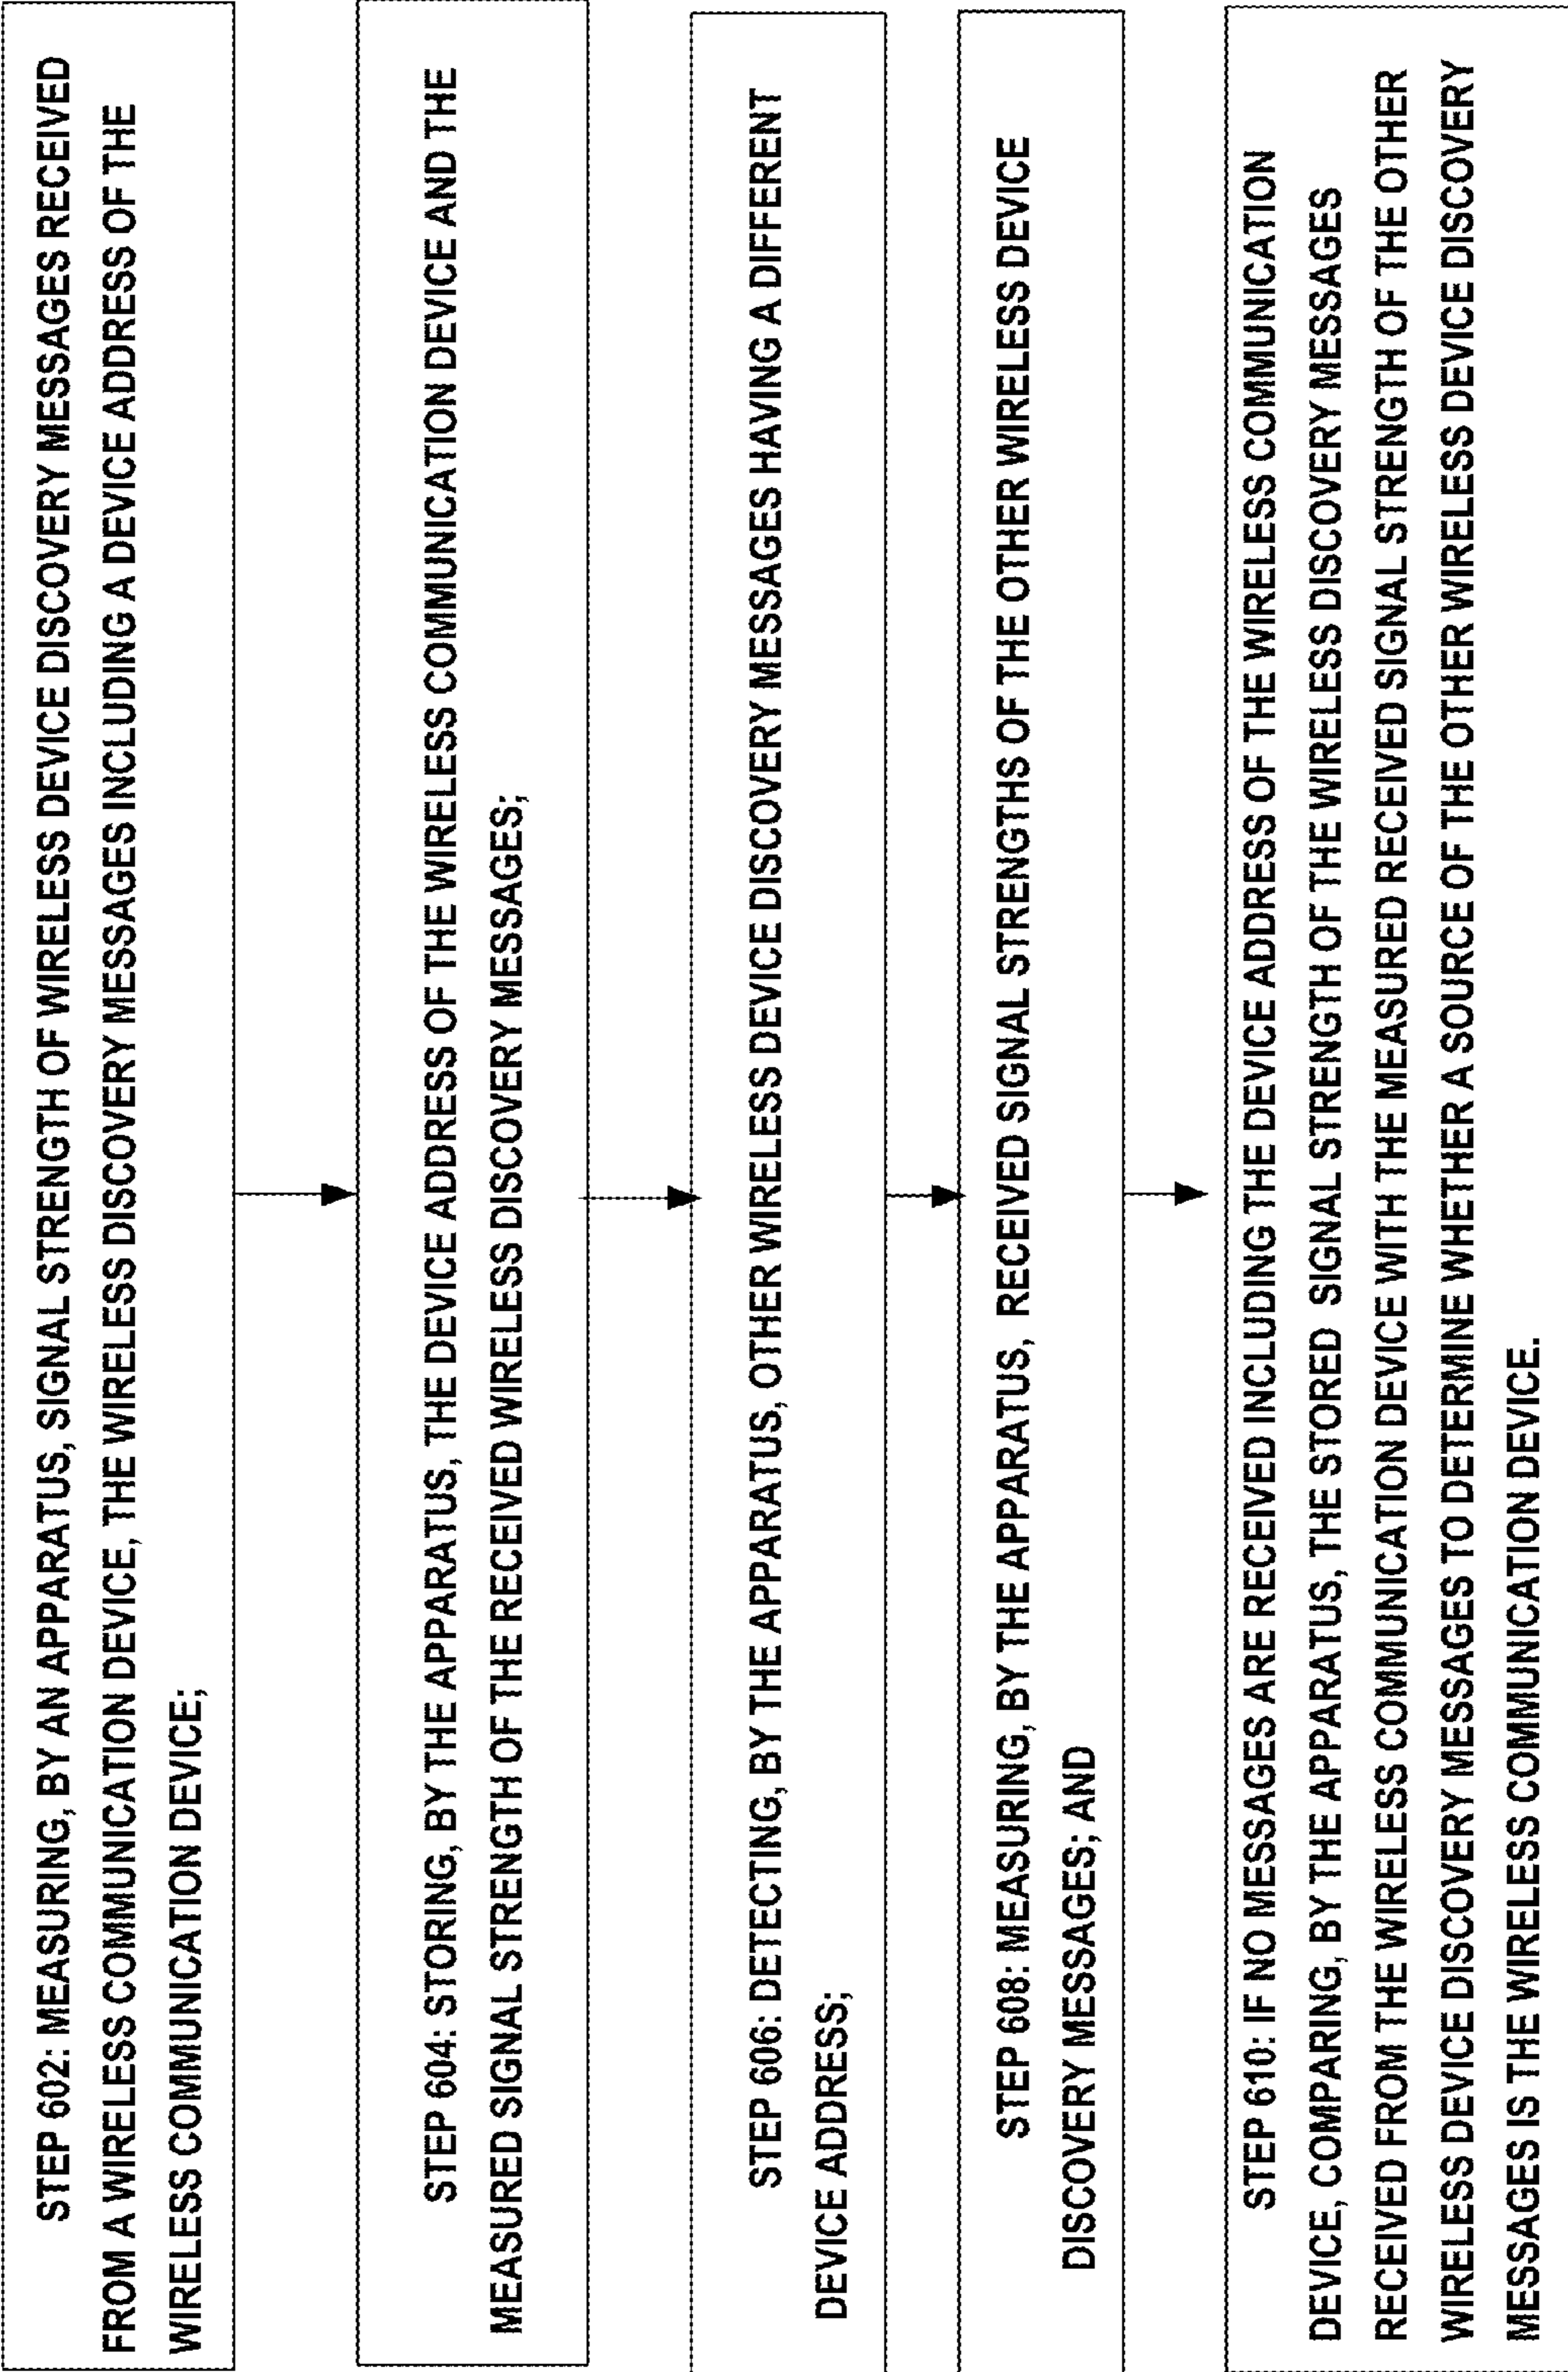 STEP 602: MEASURING, BY AN APPARATUS, SIGNAL STRENGTH OF WIRELESS DEVICE DISCOVERY MESSAGES RECEIVED
FROM A WIRELESS COMMUNICATION DEVICE, THE WIRELESS DISCOVERY MESSAGES INCLUDING A DEVICE ADDRESS OF THE
WIRELESS COMMUNICATION DEVICE;
STEP 604: STORING, BY THE APPARATUS, THE DEVICE ADDRESS OF THE WIRELESS COMMUNICATION DEVICE AND THE
MEASURED SIGNAL STRENGTH OF THE RECEIVED WIRELESS DISCOVERY MESSAGES;
STEP 606: DETECTING, BY THE APPARATUS, OTHER WIRELESS DEVICE DISCOVERY MESSAGES HAVING A DIFFERENT
DEVICE ADDRESS;
STEP 608: MEASURING, BY THE APPARATUS, RECEIVED SIGNAL STRENGTHS OF THE OTHER WIRELESS DEVICE
DISCOVERY MESSAGES; AND
STEP 610: IF NO MESSAGES ARE RECEIVED INCLUDING THE DEVICE ADDRESS OF THE WIRELESS COMMUNICATION
DEVICE, COMPARING, BY THE APPARATUS, THE STORED SIGNAL STRENGTH OF THE WIRELESS DISCOVERY MESSAGES
RECEIVED FROM THE WIRELESS COMMUNICATION DEVICE WITH THE MEASURED RECEIVED SIGNAL STRENGTH OF THE OTHER
WIRELESS DEVICE DISCOVERY MESSAGES TO DETERMINE WHETHER A SOURCE OF THE OTHER WIRELESS DEVICE DISCOVERY
MESSAGES IS THE WIRELESS COMMUNICATION DEVICE.